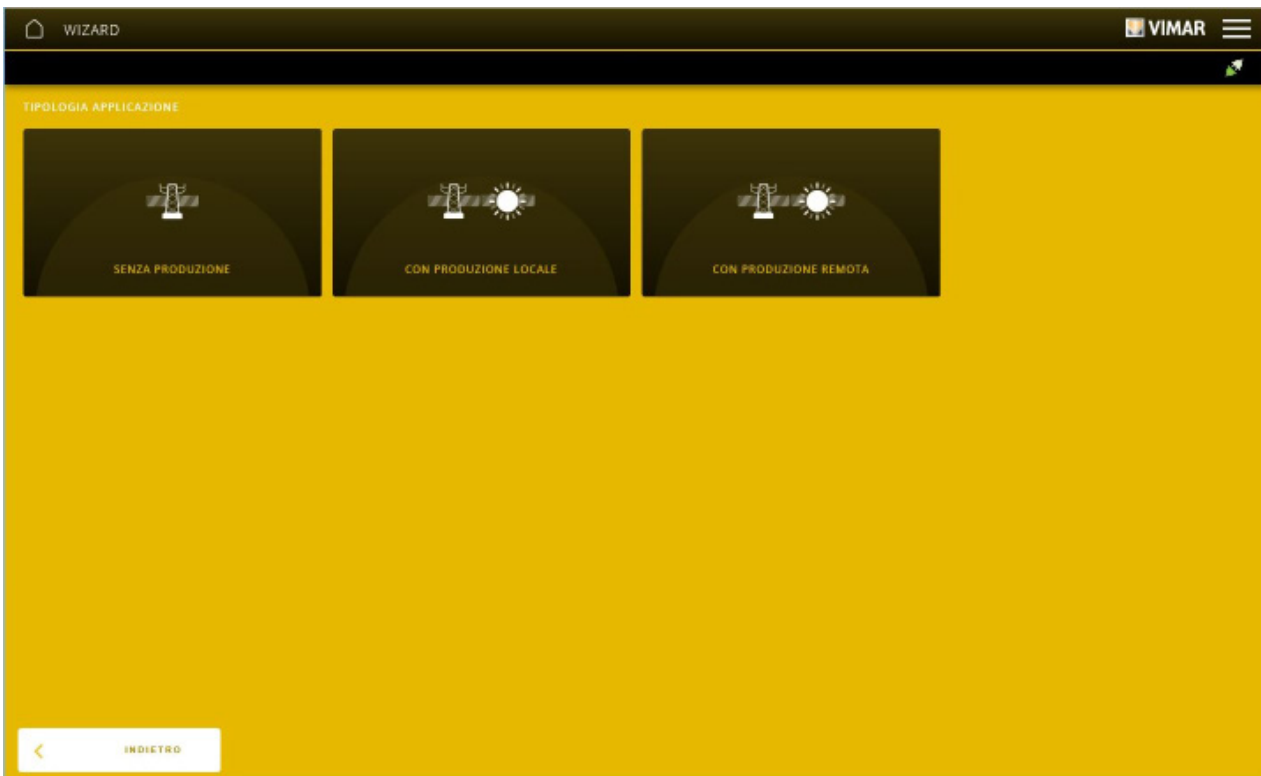 WIZARD
VIMAR
TIPOLOGIA APPLICAZIONE
SENZA PRODUZIONE
CON PRODUZIONE LOCALE
CON PRODUZIONE REMOTA
INDIETRO